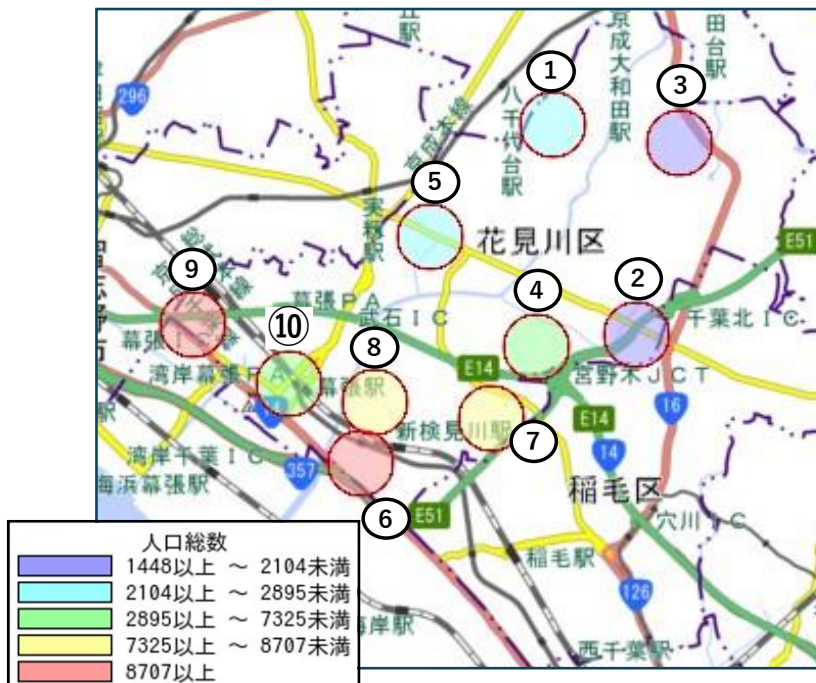 296
八千代台駅
京成大和田駅
田台駅
①
③
京成本線
⑤
実籾駅
花見川区
E51
習志野市
⑨
②
④
幕張PA
武石IC
千葉北IC
⑩
幕張IC
⑧
E14
宮野木JCT
湾岸幕張PA
幕張駅
16
新検見川駅
⑦
E14
14
湾岸千葉IC
357
海浜幕張駅
稲毛区
⑥
E51
穴川IC
稲毛駅
126
海岸駅
西千葉駅
人口総数
1448以上 ～ 2104未満
2104以上 ～ 2895未満
2895以上 ～ 7325未満
7325以上 ～ 8707未満
8707以上